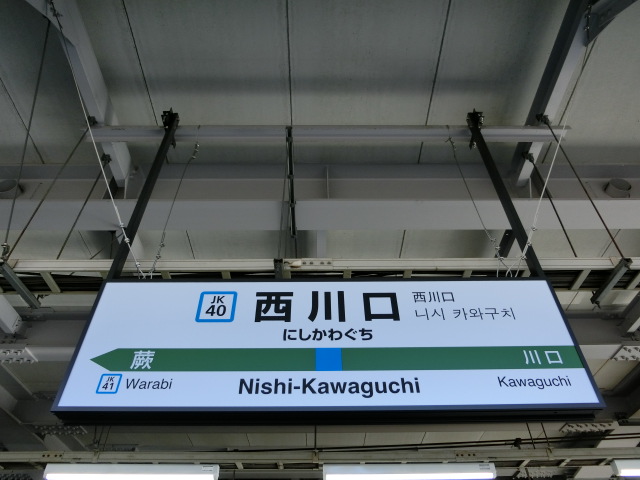 JK
40
西川口
西川口
니시 카와구치
にしかわぐち
蕨
川口
JK
41
Warabi
Nishi-Kawaguchi
Kawaguchi